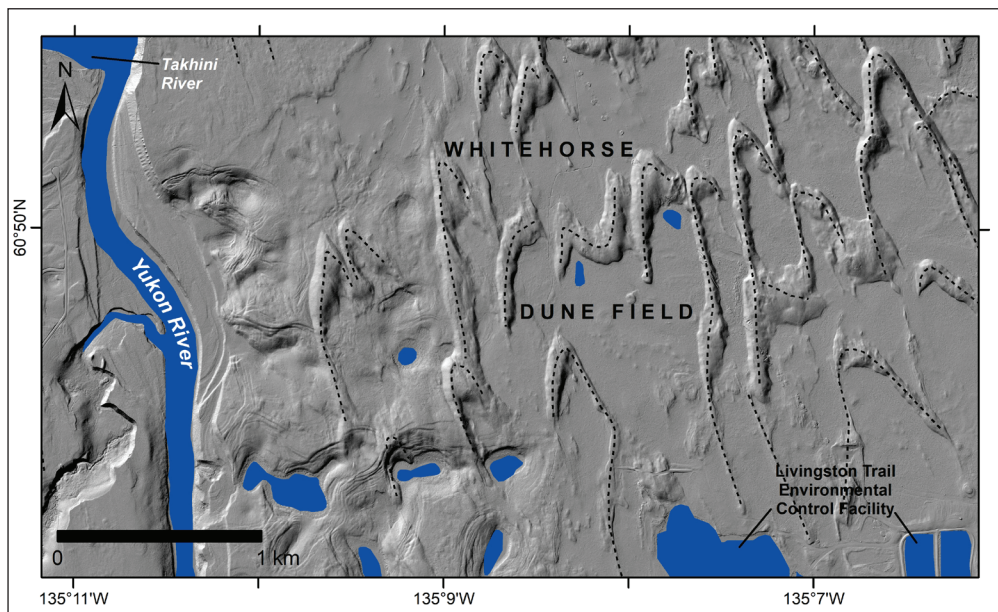 Takhini
River
N
WHITEHORSE
60°50'N
DUNE FIELD
Yukon River
Livingston Trail
Environmental
Control Facility
0 1 km
135°11'W 135°9'W 135°7'W